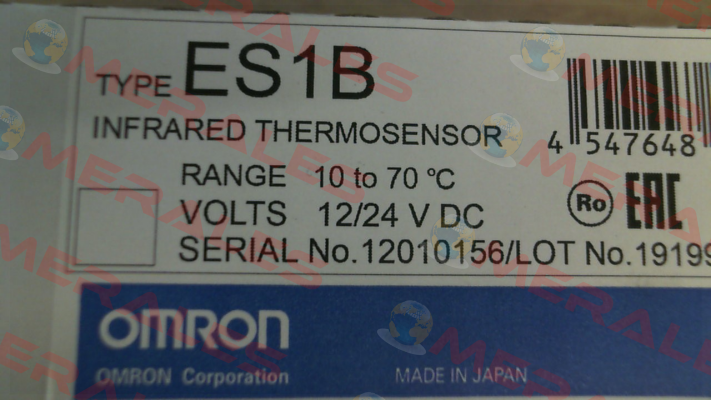 TYPE ES1B
INFRARED THERMOSENSOR
4 547648
RANGE 10 to 70 ℃
VOLTS 12/24 V DC
Ro EAC
SERIAL No.12010156/LOT No.19199
OMRON
OMRON Corporation MADE IN JAPAN
MERALES